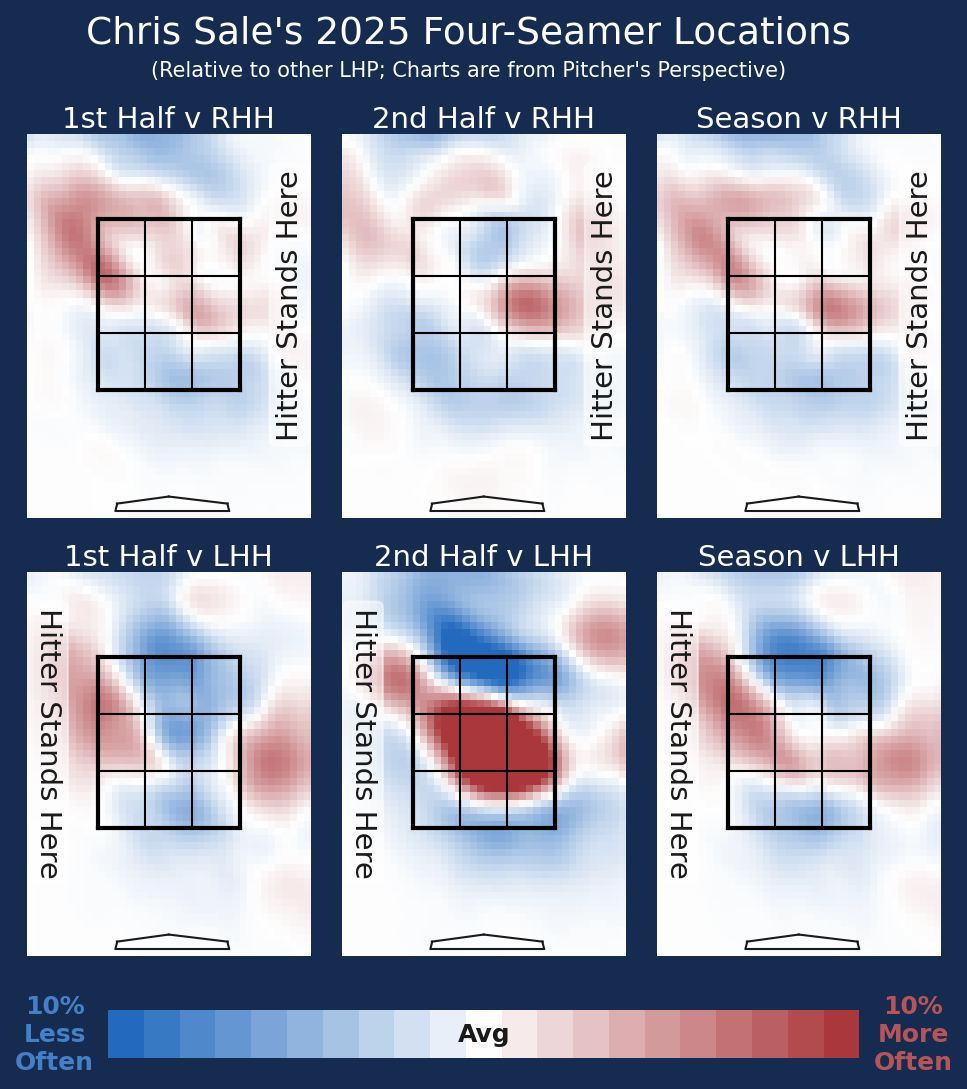 Chris Sale's 2025 Four-Seamer Locations
(Relative to other LHP; Charts are from Pitcher's Perspective)
1st Half v RHH
2nd Half v RHH
Season v RHH
Hitter Stands Here
Hitter Stands Here
Hitter Stands Here
1st Half v LHH
2nd Half v LHH
Season v LHH
Hitter Stands Here
Hitter Stands Here
Hitter Stands Here
10%
Less
Often
Avg
10%
More
Often